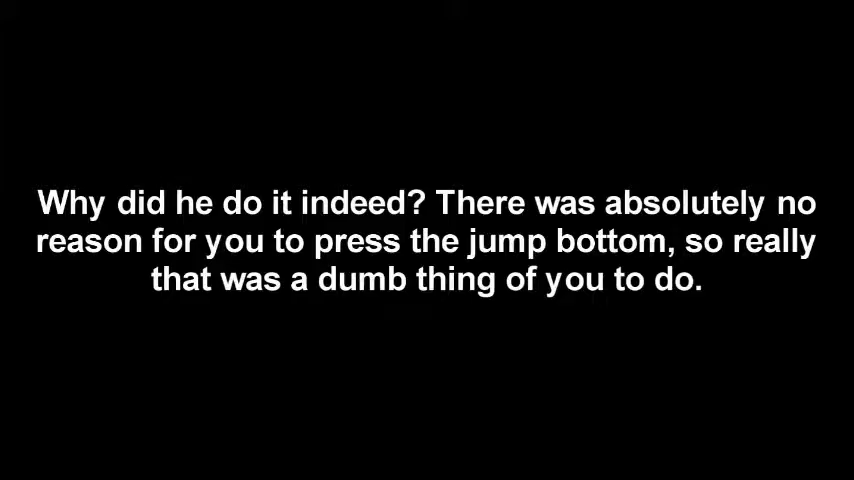 Why did he do it indeed? There was absolutely no
reason for you to press the jump bottom, so really
that was a dumb thing of you to do.